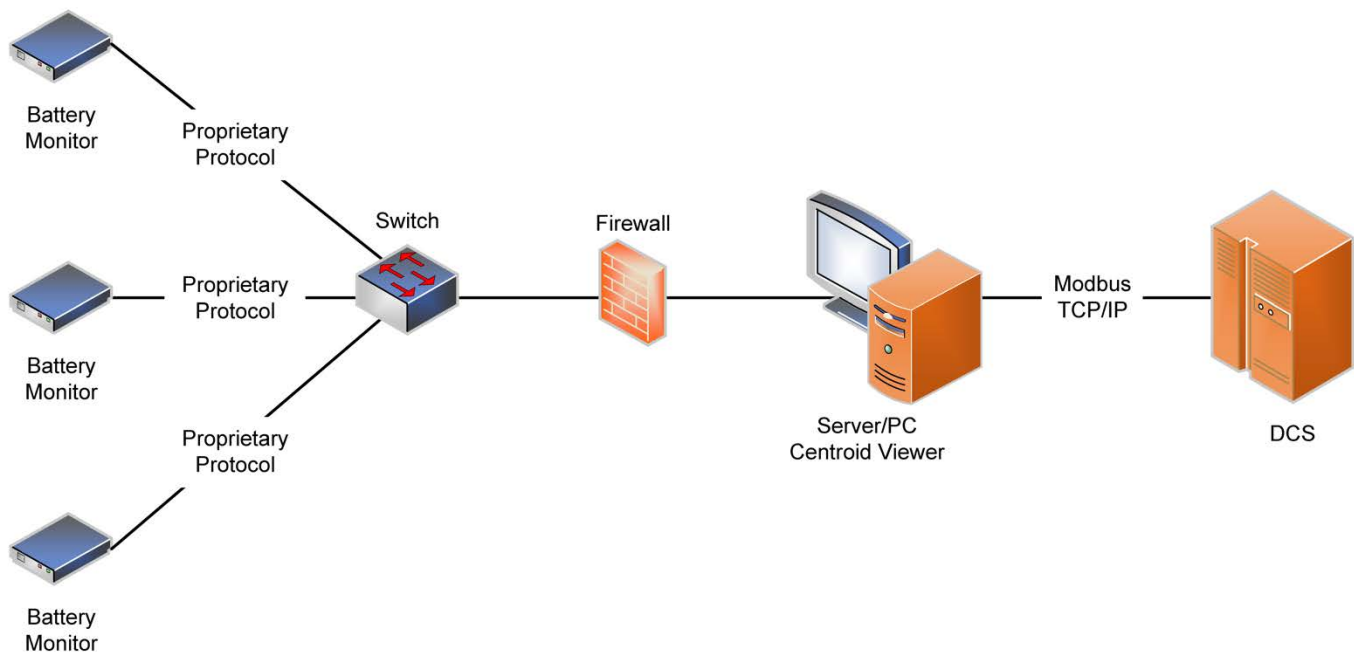 Battery
Monitor
Proprietary
Protocol
Switch
Firewall
Battery
Monitor
Proprietary
Protocol
Modbus
TCP/IP
Server/PC
Centroid Viewer
DCS
Proprietary
Protocol
Battery
Monitor